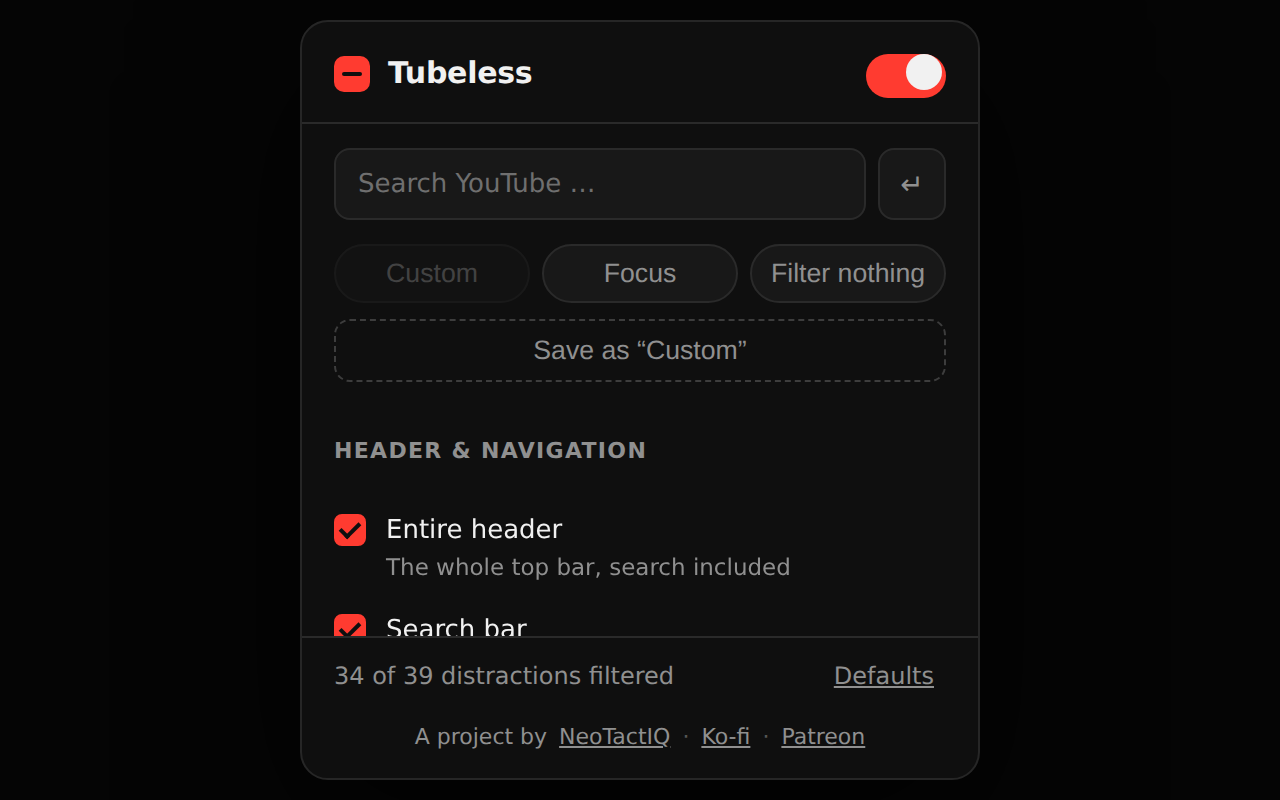 Tubeless
Search YouTube ...
↵
Custom
Focus
Filter nothing
Save as “Custom”
HEADER & NAVIGATION
Entire header
The whole top bar, search included
Search bar
34 of 39 distractions filtered
Defaults
A project by NeoTactIQ · Ko-fi · Patreon